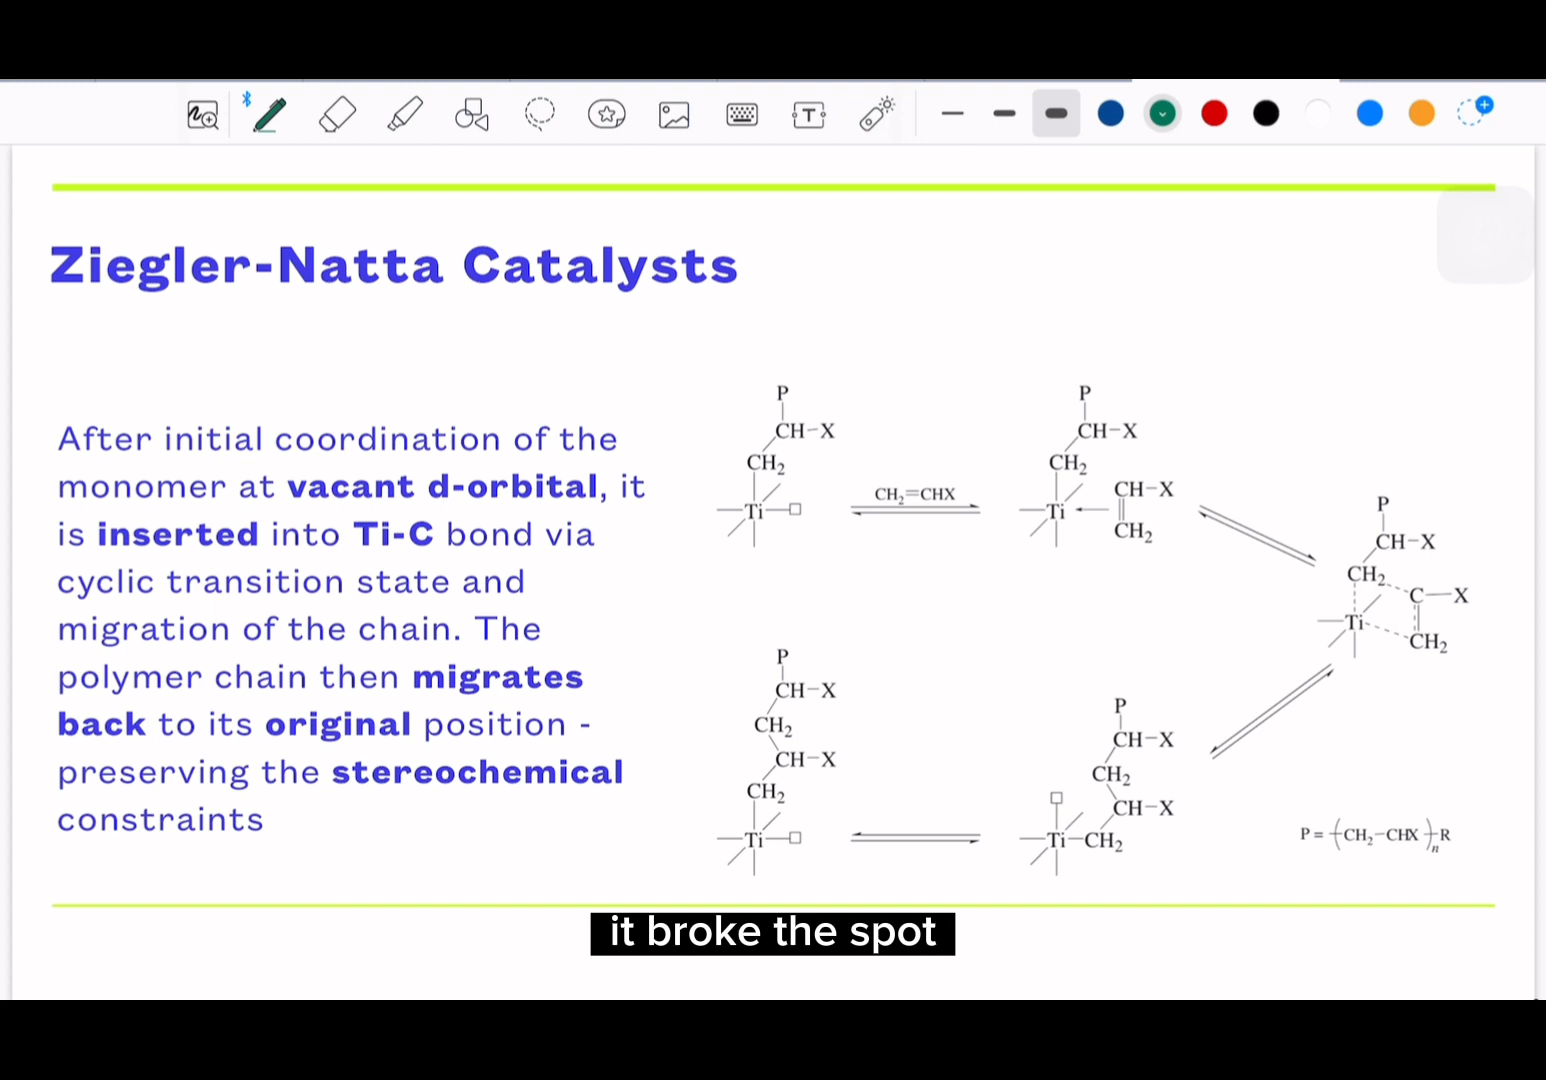 T
Ziegler-Natta Catalysts
After initial coordination of the
monomer at vacant d-orbital, it
is inserted into Ti-C bond via
cyclic transition state and
migration of the chain. The
polymer chain then migrates
back to its original position -
preserving the stereochemical
constraints
P
CH-X
CH₂
Ti
CH₂=CHX
P
CH-X
CH₂
Ti
CH-X
CH₂
P
CH-X
CH₂
C-X
Ti
CH₂
P
CH-X
CH₂
CH-X
CH₂
Ti
P
CH-X
CH₂
CH-X
Ti-CH₂
P = (CH₂-CHX)ₙR
it broke the spot